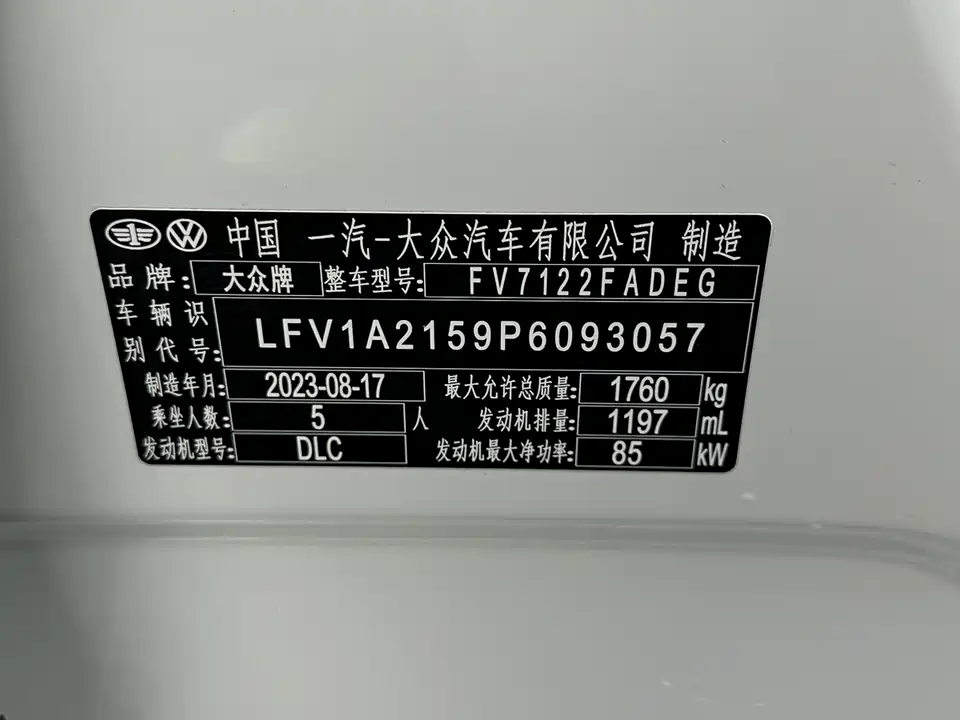 中国 一汽-大众汽车有限公司 制造
品牌: 大众牌 整车型号: FV7122FADEG
车辆识别代号: LFV1A2159P6093057
制造年月: 2023-08-17 最大允许总质量: 1760 kg
乘坐人数: 5 人 发动机排量: 1197 mL
发动机型号: DLC 发动机最大净功率: 85 kW